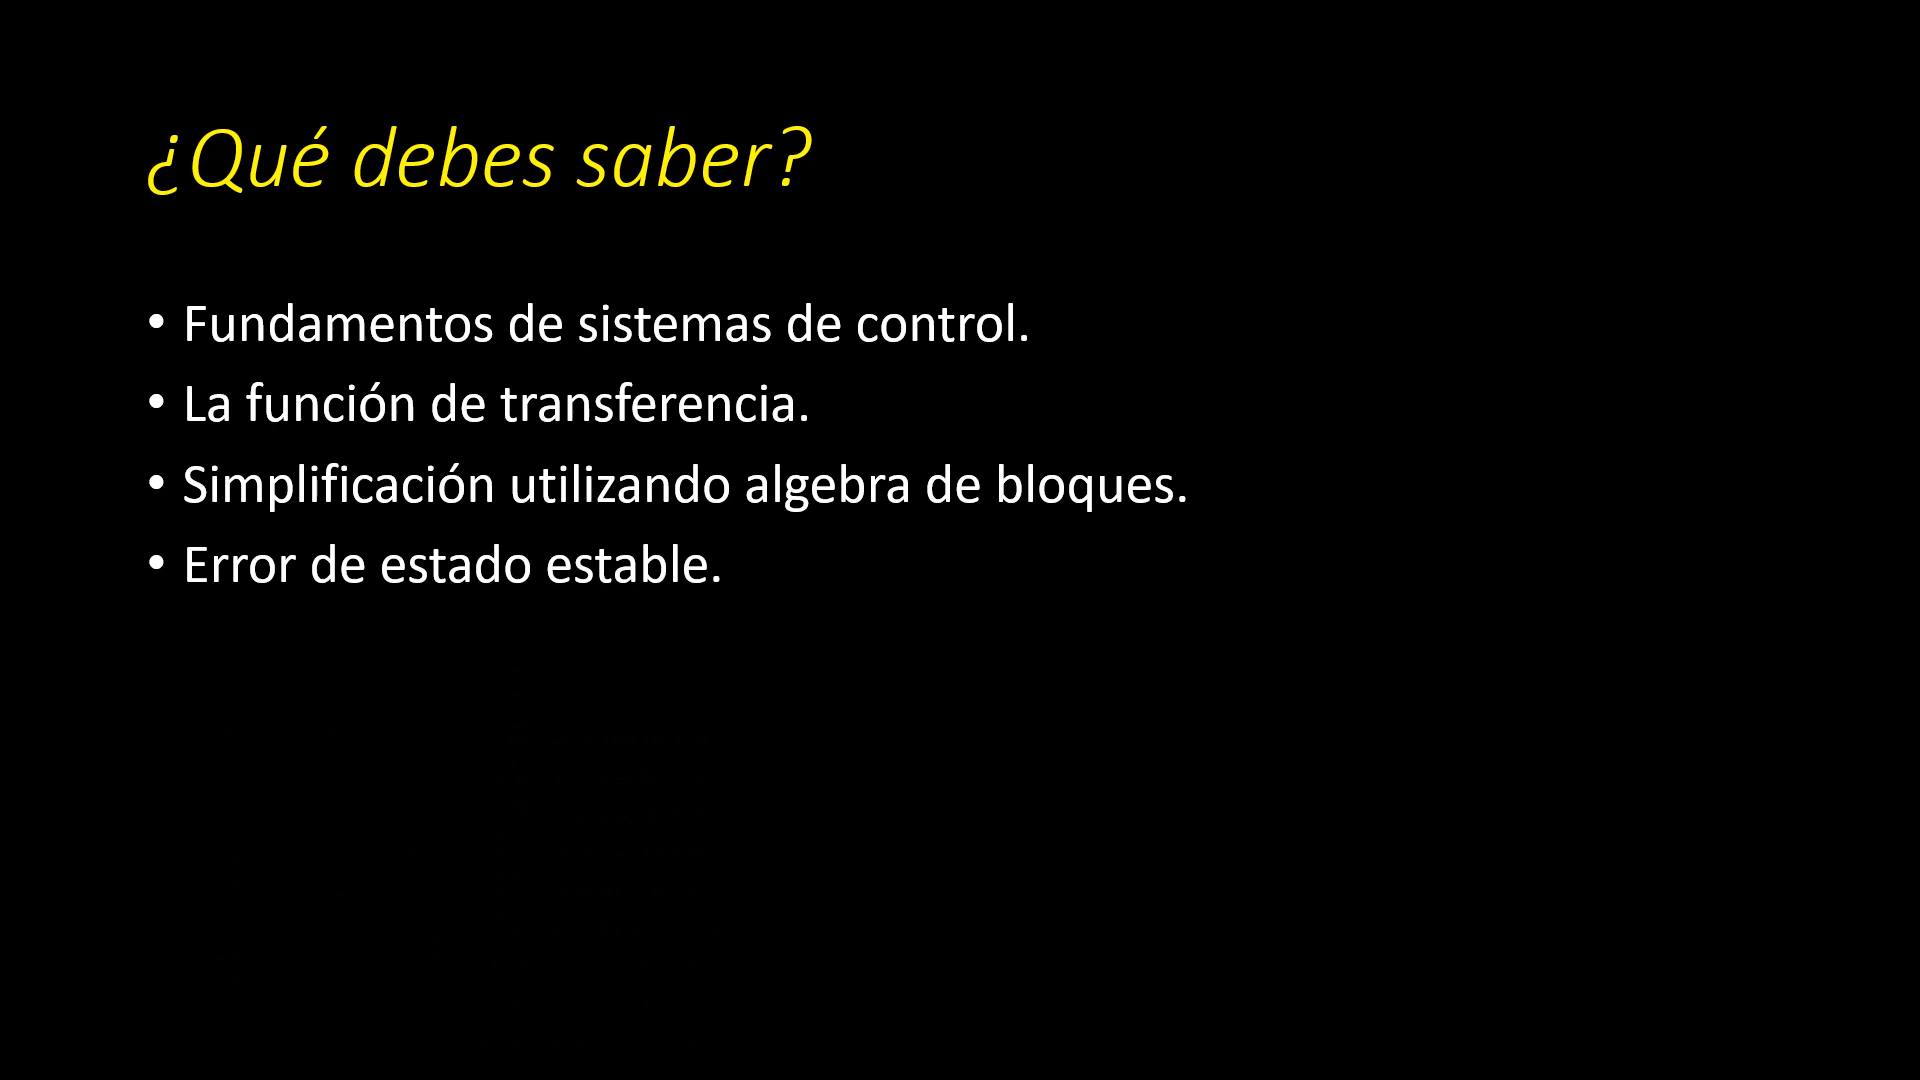 ¿Qué debes saber?
• Fundamentos de sistemas de control.
• La función de transferencia.
• Simplificación utilizando algebra de bloques.
• Error de estado estable.